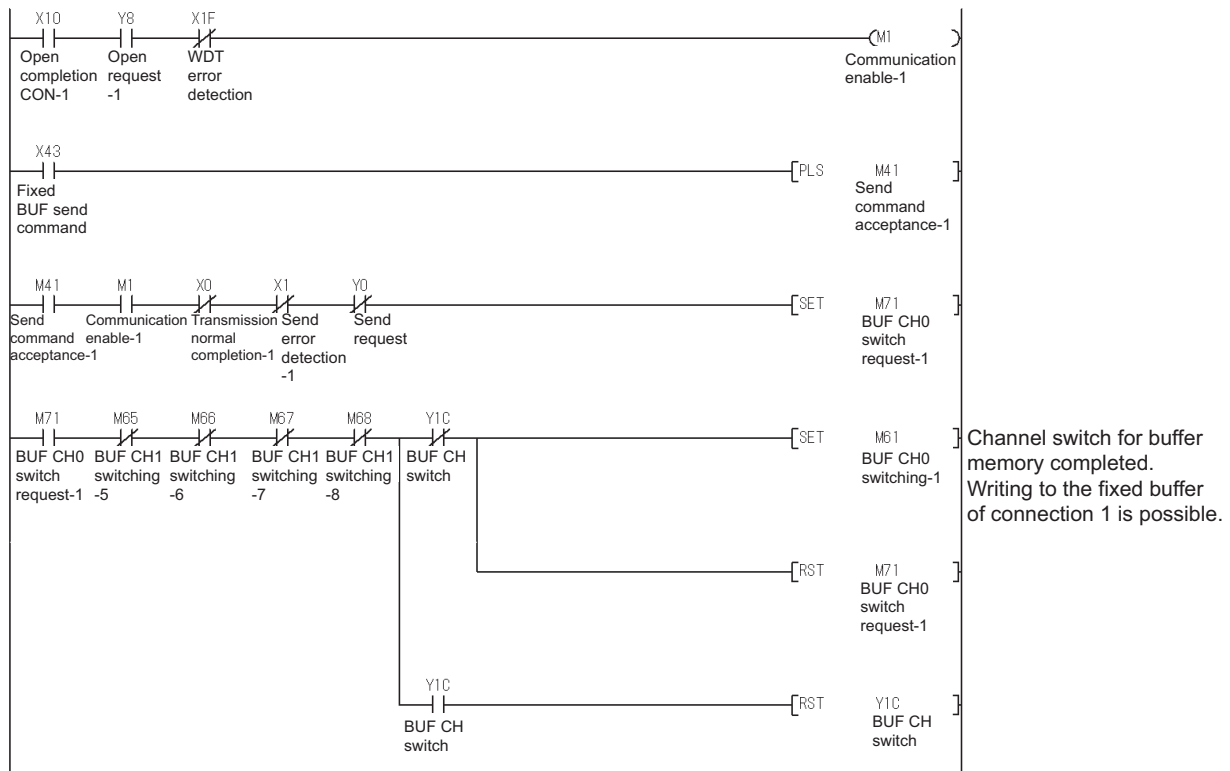 X10 Y8 X1F
M1
Open Open WDT
completion request error
CON-1 -1 detection
Communication
enable-1
X43
PLS M41
Fixed
BUF send
command
Send
command
acceptance-1
M41 M1 X0 X1 Y0
SET M71
Send Communication Transmission Send Send
command enable-1 normal error request
acceptance-1 completion-1 detection
-1
BUF CH0
switch
request-1
M71 M65 M66 M67 M68 Y1C
SET M61
BUF CH0 BUF CH1 BUF CH1 BUF CH1 BUF CH1 BUF CH
switch switching switching switching switching switch
request-1 -5 -6 -7 -8
BUF CH0
switching-1
Channel switch for buffer
memory completed.
Writing to the fixed buffer
of connection 1 is possible.
RST M71
BUF CH0
switch
request-1
Y1C
RST Y1C
BUF CH
switch
BUF CH
switch